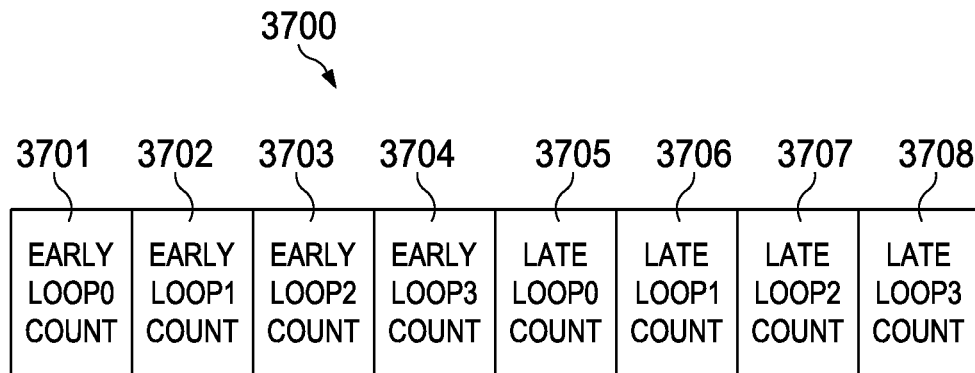 3700
3701 3702 3703 3704 3705 3706 3707 3708
EARLY EARLY EARLY EARLY LATE LATE LATE LATE
LOOP0 LOOP1 LOOP2 LOOP3 LOOP0 LOOP1 LOOP2 LOOP3
COUNT COUNT COUNT COUNT COUNT COUNT COUNT COUNT